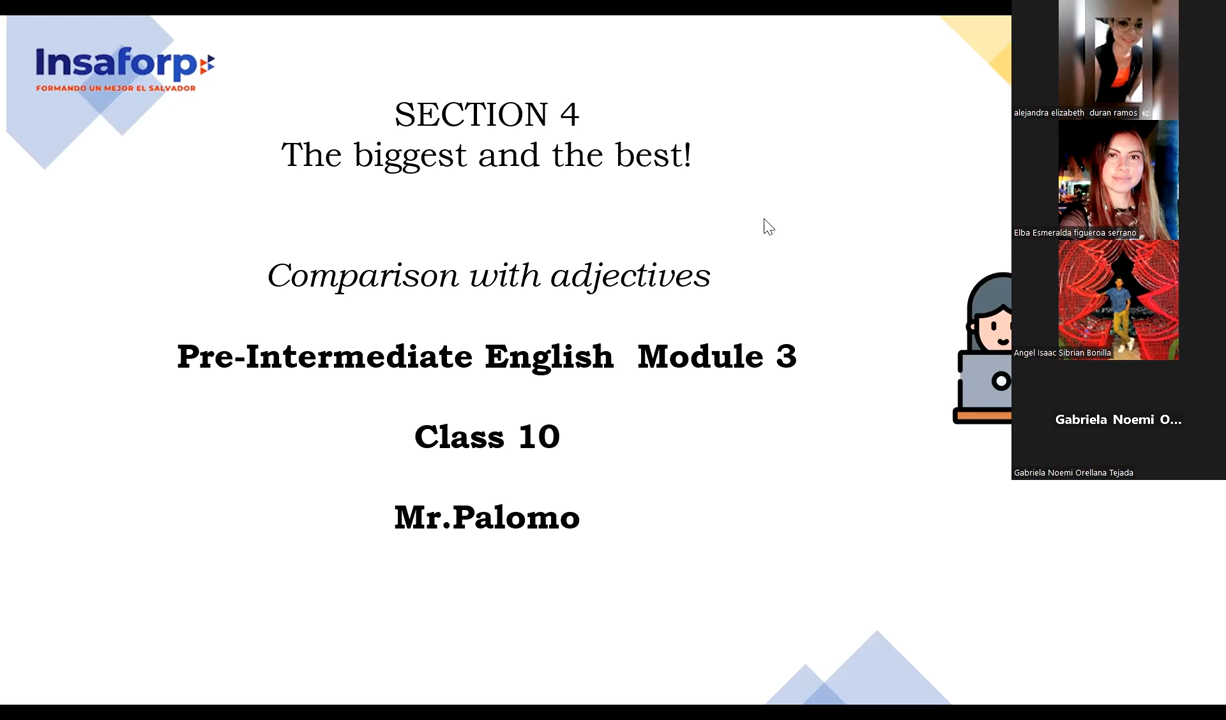 Insaforp
FORMANDO UN MEJOR EL SALVADOR
SECTION 4
The biggest and the best!
Comparison with adjectives
Pre-Intermediate English Module 3
Class 10
Mr.Palomo
alejandra elizabeth duran ramos
Elba Esmeralda figueroa serrano
Angel Isaac Sibrian Bonilla
Gabriela Noemi O...
Gabriela Noemi Orellana Tejada